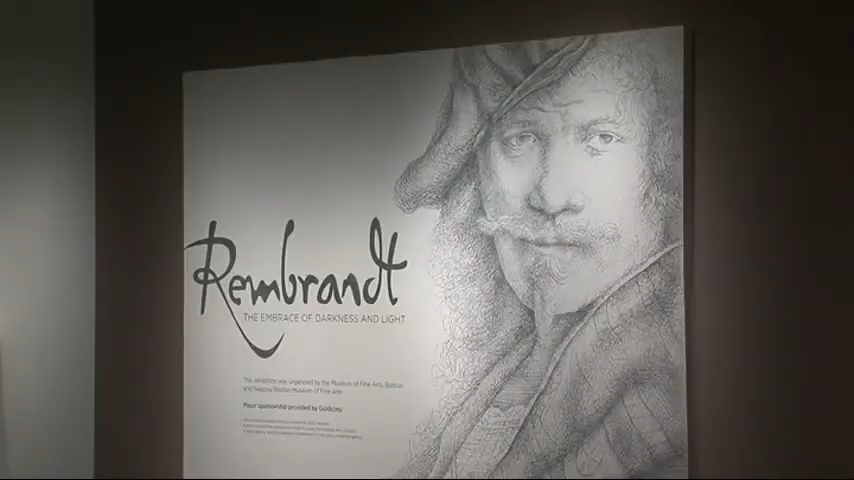 Rembrandt
THE EMBRACE OF DARKNESS AND LIGHT
This exhibition was organized by the Museum of Fine Arts, Boston
and Nagoya/Boston Museum of Fine Arts
Major sponsorship provided by Goldcorp